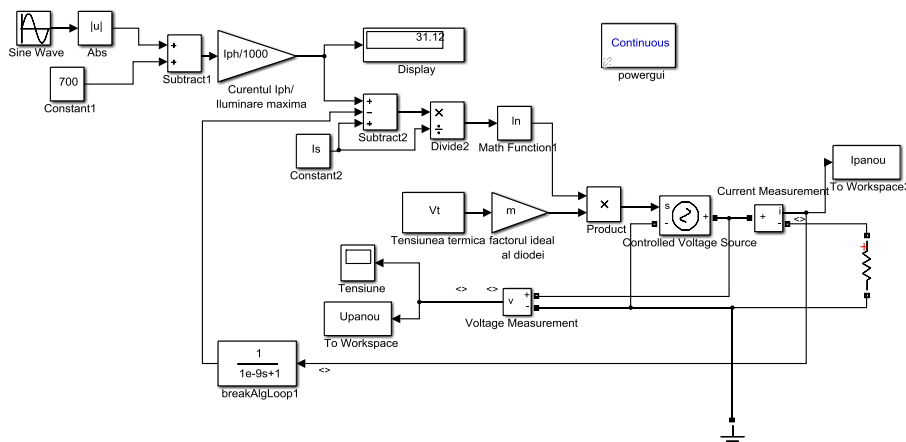 |u|
Sine Wave
Abs
700
Constant1
+
+
Subtract1
Iph/1000
Curentul Iph/
Iluminare maxima
31.12
Display
Continuous
powergui
+
−
+
Subtract2
Is
Constant2
×
÷
Divide2
ln
Math Function1
Vt
Tensiunea termica
m
factorul ideal
al diodei
×
Product
s
-
+
Controlled Voltage Source
Current Measurement
+
i
-
<>
Ipanou
To Workspace3
+
Tensiune
<>
<>
v
+
-
Voltage Measurement
Upanou
To Workspace
1
1e-9s+1
breakAlgLoop1
<>